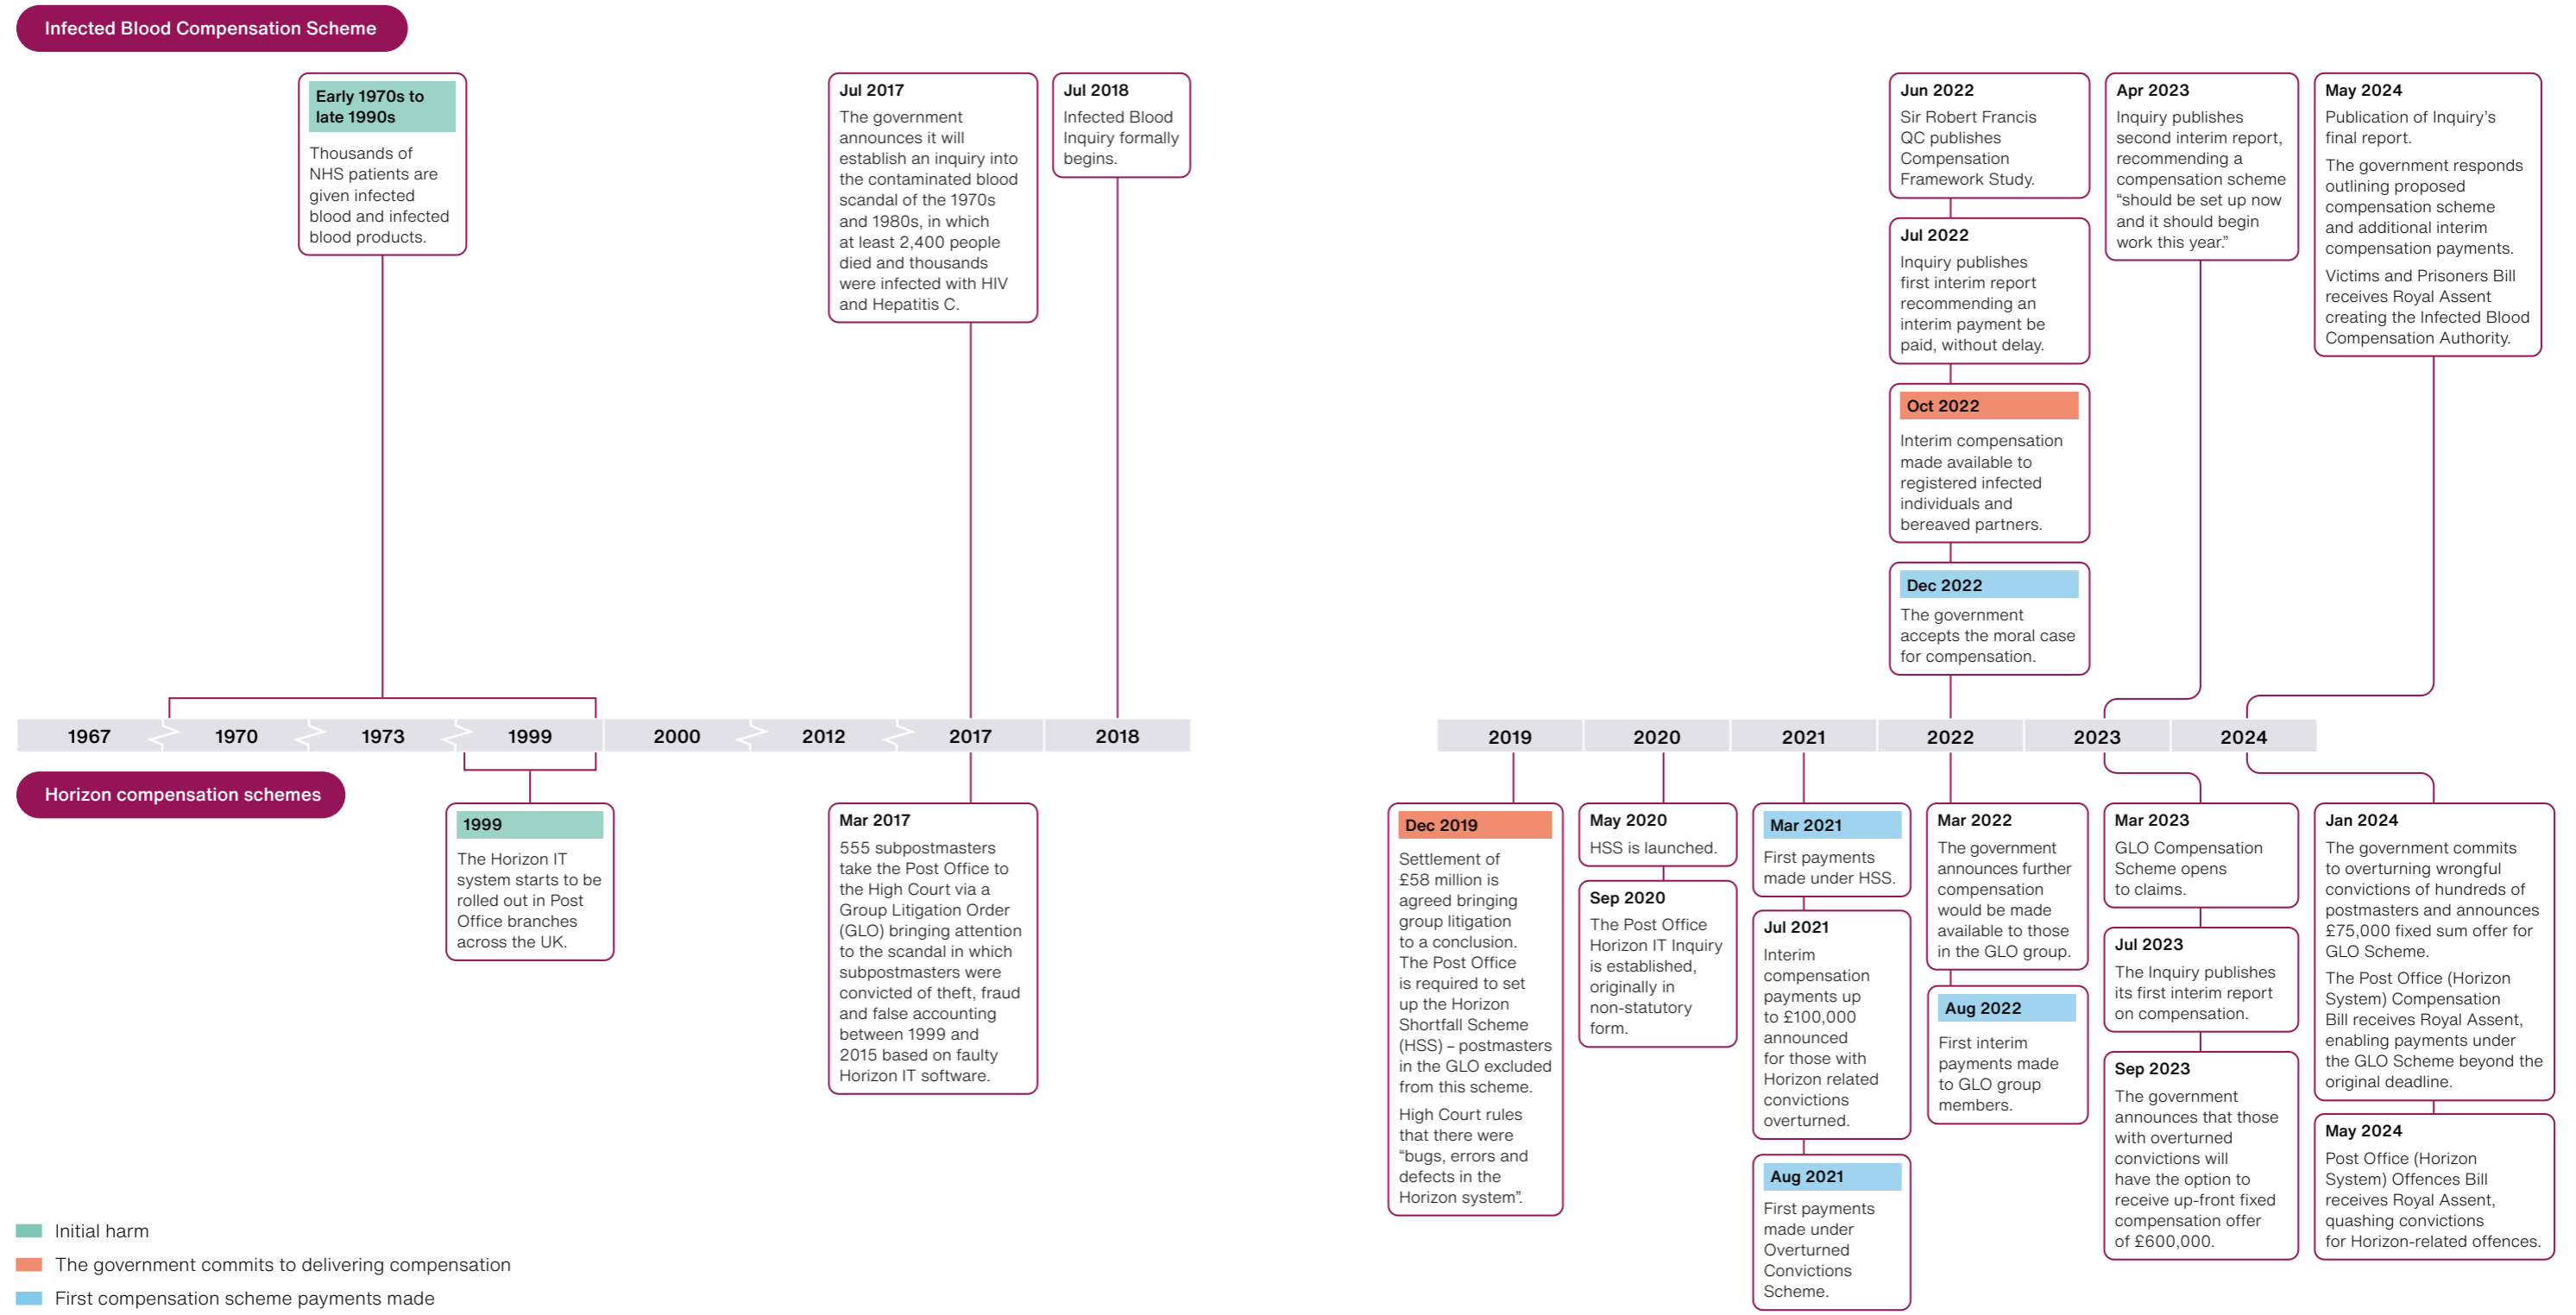 Infected Blood Compensation Scheme
Early 1970s to
late 1990s
Thousands of
NHS patients are
given infected
blood and infected
blood products.
Jul 2017
The government
announces it will
establish an inquiry into
the contaminated blood
scandal of the 1970s
and 1980s, in which
at least 2,400 people
died and thousands
were infected with HIV
and Hepatitis C.
Jul 2018
Infected Blood
Inquiry formally
begins.
Jun 2022
Sir Robert Francis
QC publishes
Compensation
Framework Study.
Jul 2022
Inquiry publishes
first interim report
recommending an
interim payment be
paid, without delay.
Oct 2022
Interim compensation
made available to
registered infected
individuals and
bereaved partners.
Dec 2022
The government
accepts the moral case
for compensation.
Apr 2023
Inquiry publishes
second interim report,
recommending a
compensation scheme
“should be set up now
and it should begin
work this year.”
May 2024
Publication of Inquiry’s
final report.
The government responds
outlining proposed
compensation scheme
and additional interim
compensation payments.
Victims and Prisoners Bill
receives Royal Assent
creating the Infected Blood
Compensation Authority.
1967
1970
1973
1999
2000
2012
2017
2018
2019
2020
2021
2022
2023
2024
Horizon compensation schemes
1999
The Horizon IT
system starts to be
rolled out in Post
Office branches
across the UK.
Mar 2017
555 subpostmasters
take the Post Office to
the High Court via a
Group Litigation Order
(GLO) bringing attention
to the scandal in which
subpostmasters were
convicted of theft, fraud
and false accounting
between 1999 and
2015 based on faulty
Horizon IT software.
Dec 2019
Settlement of
£58 million is
agreed bringing
group litigation
to a conclusion.
The Post Office
is required to set
up the Horizon
Shortfall Scheme
(HSS) – postmasters
in the GLO excluded
from this scheme.
High Court rules
that there were
“bugs, errors and
defects in the
Horizon system”.
May 2020
HSS is launched.
Sep 2020
The Post Office
Horizon IT Inquiry
is established,
originally in
non-statutory
form.
Mar 2021
First payments
made under HSS.
Jul 2021
Interim
compensation
payments up
to £100,000
announced
for those with
Horizon related
convictions
overturned.
Aug 2021
First payments
made under
Overturned
Convictions
Scheme.
Mar 2022
The government
announces further
compensation
would be made
available to those
in the GLO group.
Aug 2022
First interim
payments made
to GLO group
members.
Mar 2023
GLO Compensation
Scheme opens
to claims.
Jul 2023
The Inquiry publishes
its first interim report
on compensation.
Sep 2023
The government
announces that those
with overturned
convictions will
have the option to
receive up-front fixed
compensation offer
of £600,000.
Jan 2024
The government commits
to overturning wrongful
convictions of hundreds of
postmasters and announces
£75,000 fixed sum offer for
GLO Scheme.
The Post Office (Horizon
System) Compensation
Bill receives Royal Assent,
enabling payments under
the GLO Scheme beyond the
original deadline.
May 2024
Post Office (Horizon
System) Offences Bill
receives Royal Assent,
quashing convictions
for Horizon-related offences.
Initial harm
The government commits to delivering compensation
First compensation scheme payments made